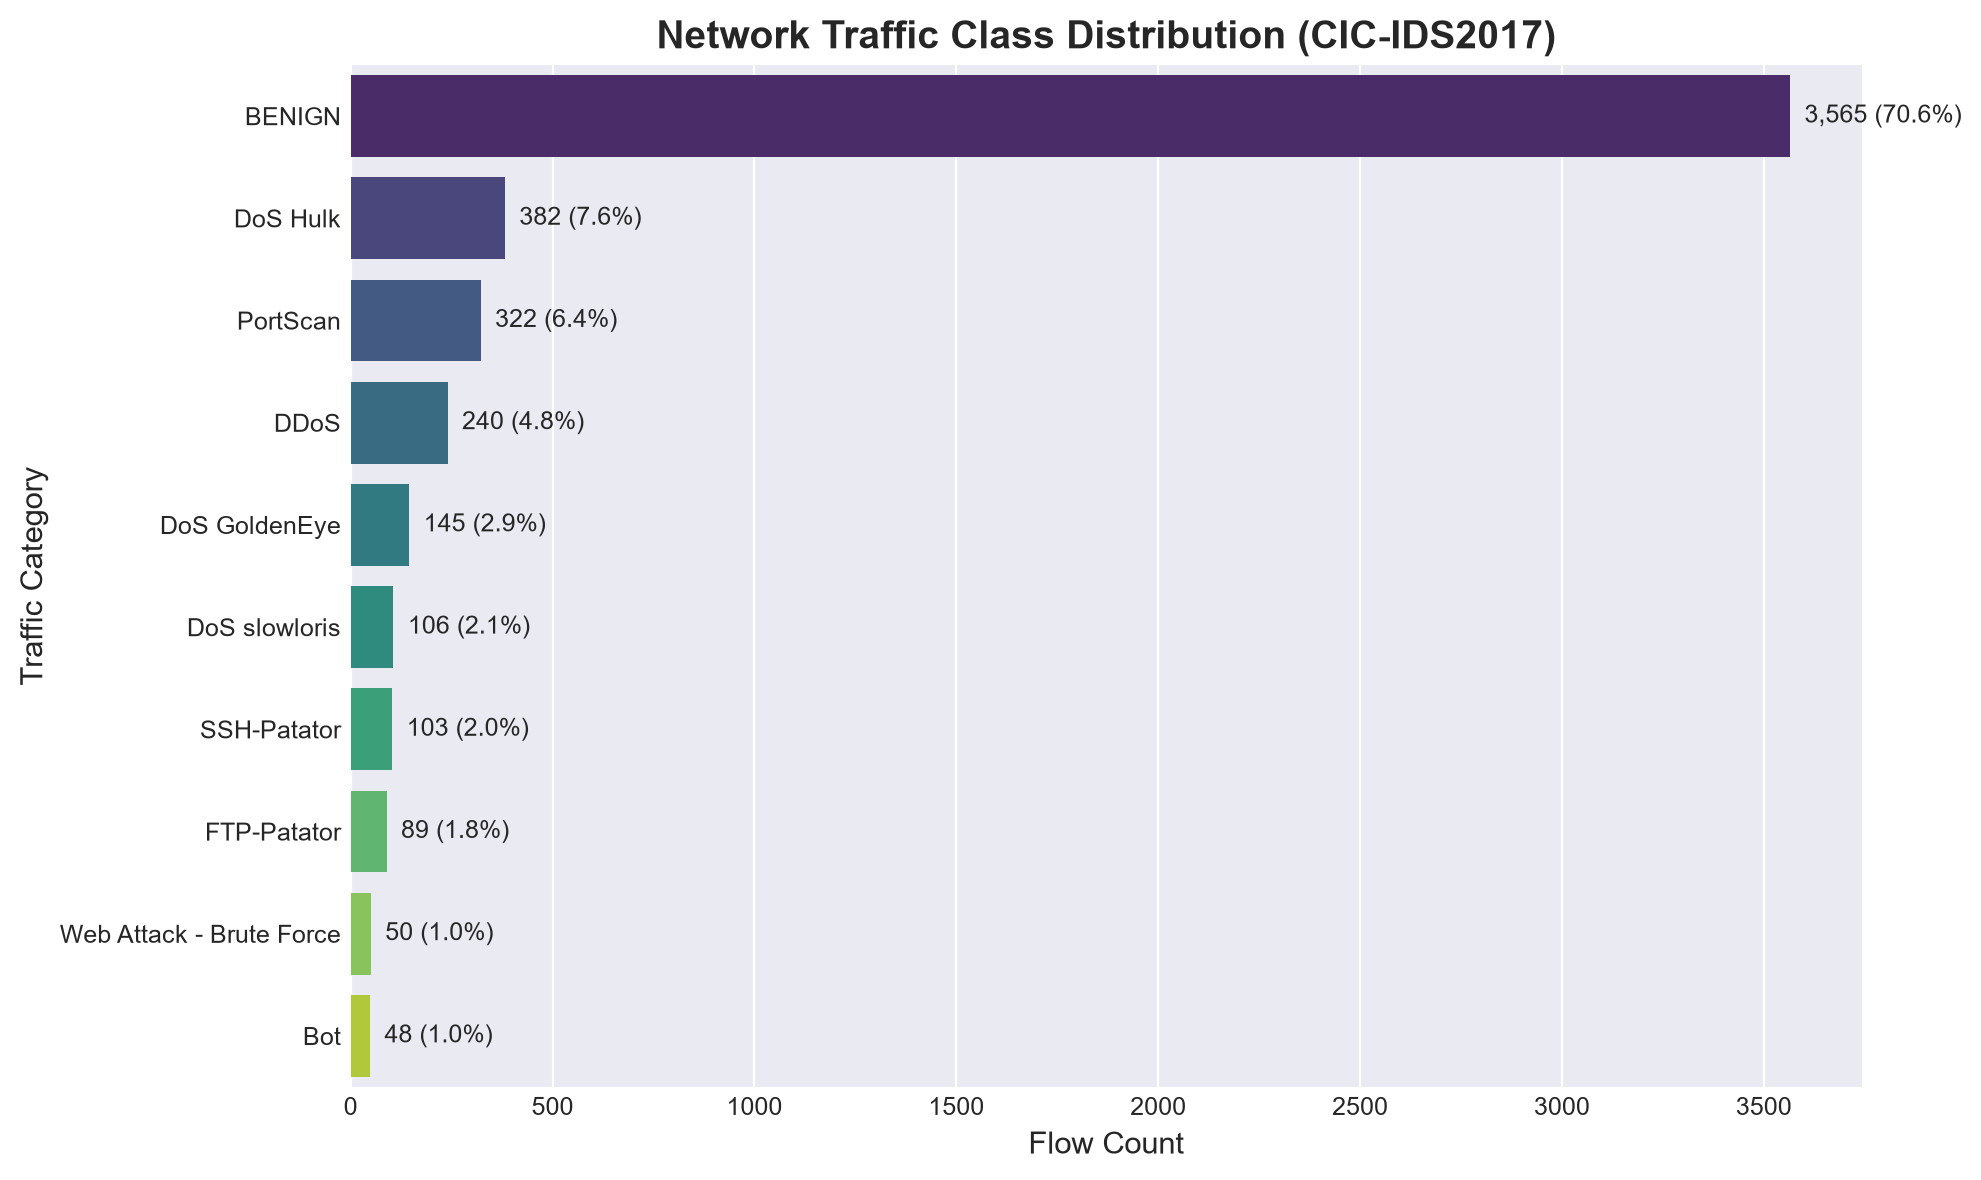 Network Traffic Class Distribution (CIC-IDS2017)
BENIGN
3,565 (70.6%)
DoS Hulk
382 (7.6%)
PortScan
322 (6.4%)
DDoS
240 (4.8%)
DoS GoldenEye
145 (2.9%)
DoS slowloris
106 (2.1%)
SSH-Patator
103 (2.0%)
FTP-Patator
89 (1.8%)
Web Attack - Brute Force
50 (1.0%)
Bot
48 (1.0%)
Traffic Category
0 500 1000 1500 2000 2500 3000 3500
Flow Count